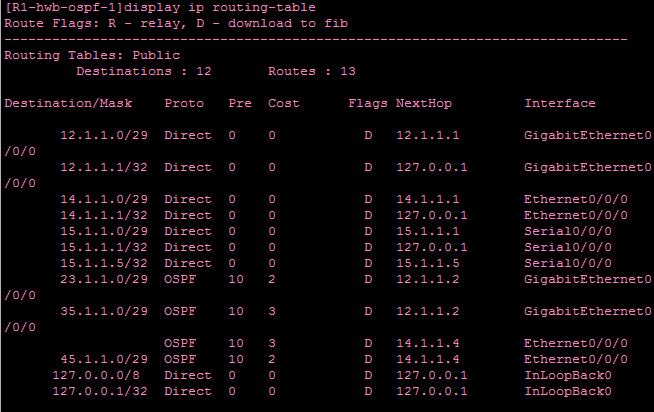 [R1-hwb-ospf-1]display ip routing-table
Route Flags: R - relay, D - download to fib
------------------------------------------------------------------------------
Routing Tables: Public
         Destinations : 12       Routes : 13

Destination/Mask    Proto   Pre  Cost      Flags NextHop         Interface

       12.1.1.0/29  Direct  0    0           D   12.1.1.1        GigabitEthernet0
/0/0
       12.1.1.1/32  Direct  0    0           D   127.0.0.1       GigabitEthernet0
/0/0
       14.1.1.0/29  Direct  0    0           D   14.1.1.1        Ethernet0/0/0
       14.1.1.1/32  Direct  0    0           D   127.0.0.1       Ethernet0/0/0
       15.1.1.0/29  Direct  0    0           D   15.1.1.1        Serial0/0/0
       15.1.1.1/32  Direct  0    0           D   127.0.0.1       Serial0/0/0
       15.1.1.5/32  Direct  0    0           D   15.1.1.5        Serial0/0/0
       23.1.1.0/29  OSPF    10   2           D   12.1.1.2        GigabitEthernet0
/0/0
       35.1.1.0/29  OSPF    10   3           D   12.1.1.2        GigabitEthernet0
/0/0
                    OSPF    10   3           D   14.1.1.4        Ethernet0/0/0
       45.1.1.0/29  OSPF    10   2           D   14.1.1.4        Ethernet0/0/0
      127.0.0.0/8   Direct  0    0           D   127.0.0.1       InLoopBack0
      127.0.0.1/32  Direct  0    0           D   127.0.0.1       InLoopBack0